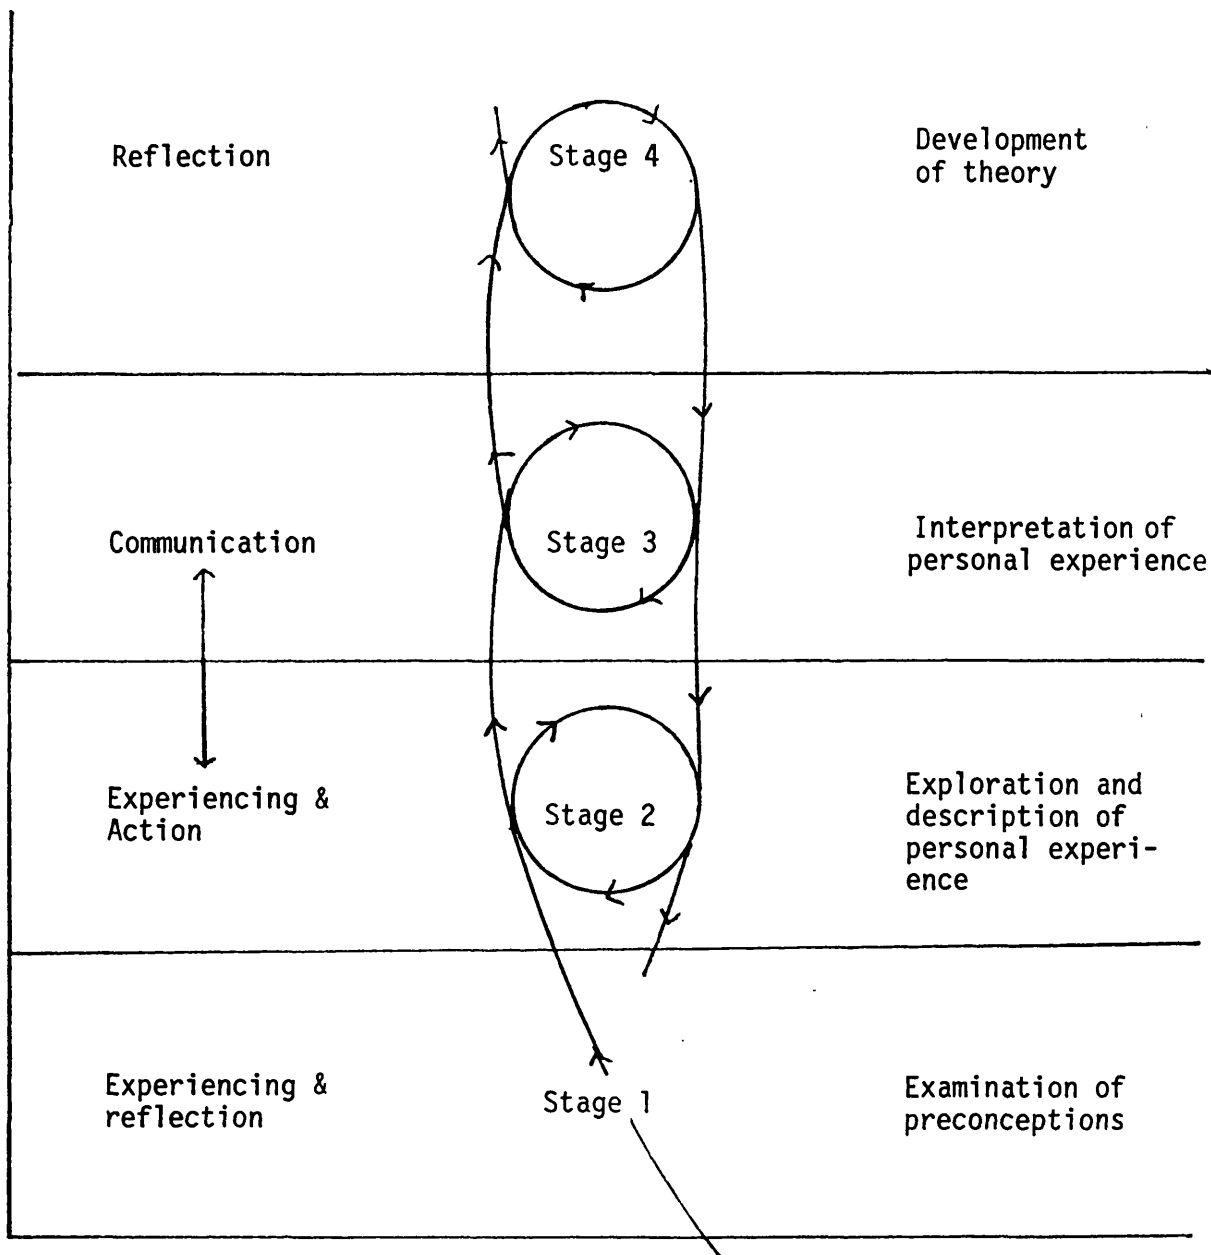 Reflection
Stage 4
Development
of theory
Communication
Stage 3
Interpretation of
personal experience
Experiencing &
Action
Stage 2
Exploration and
description of
personal experi-
ence
Experiencing &
reflection
Stage 1
Examination of
preconceptions